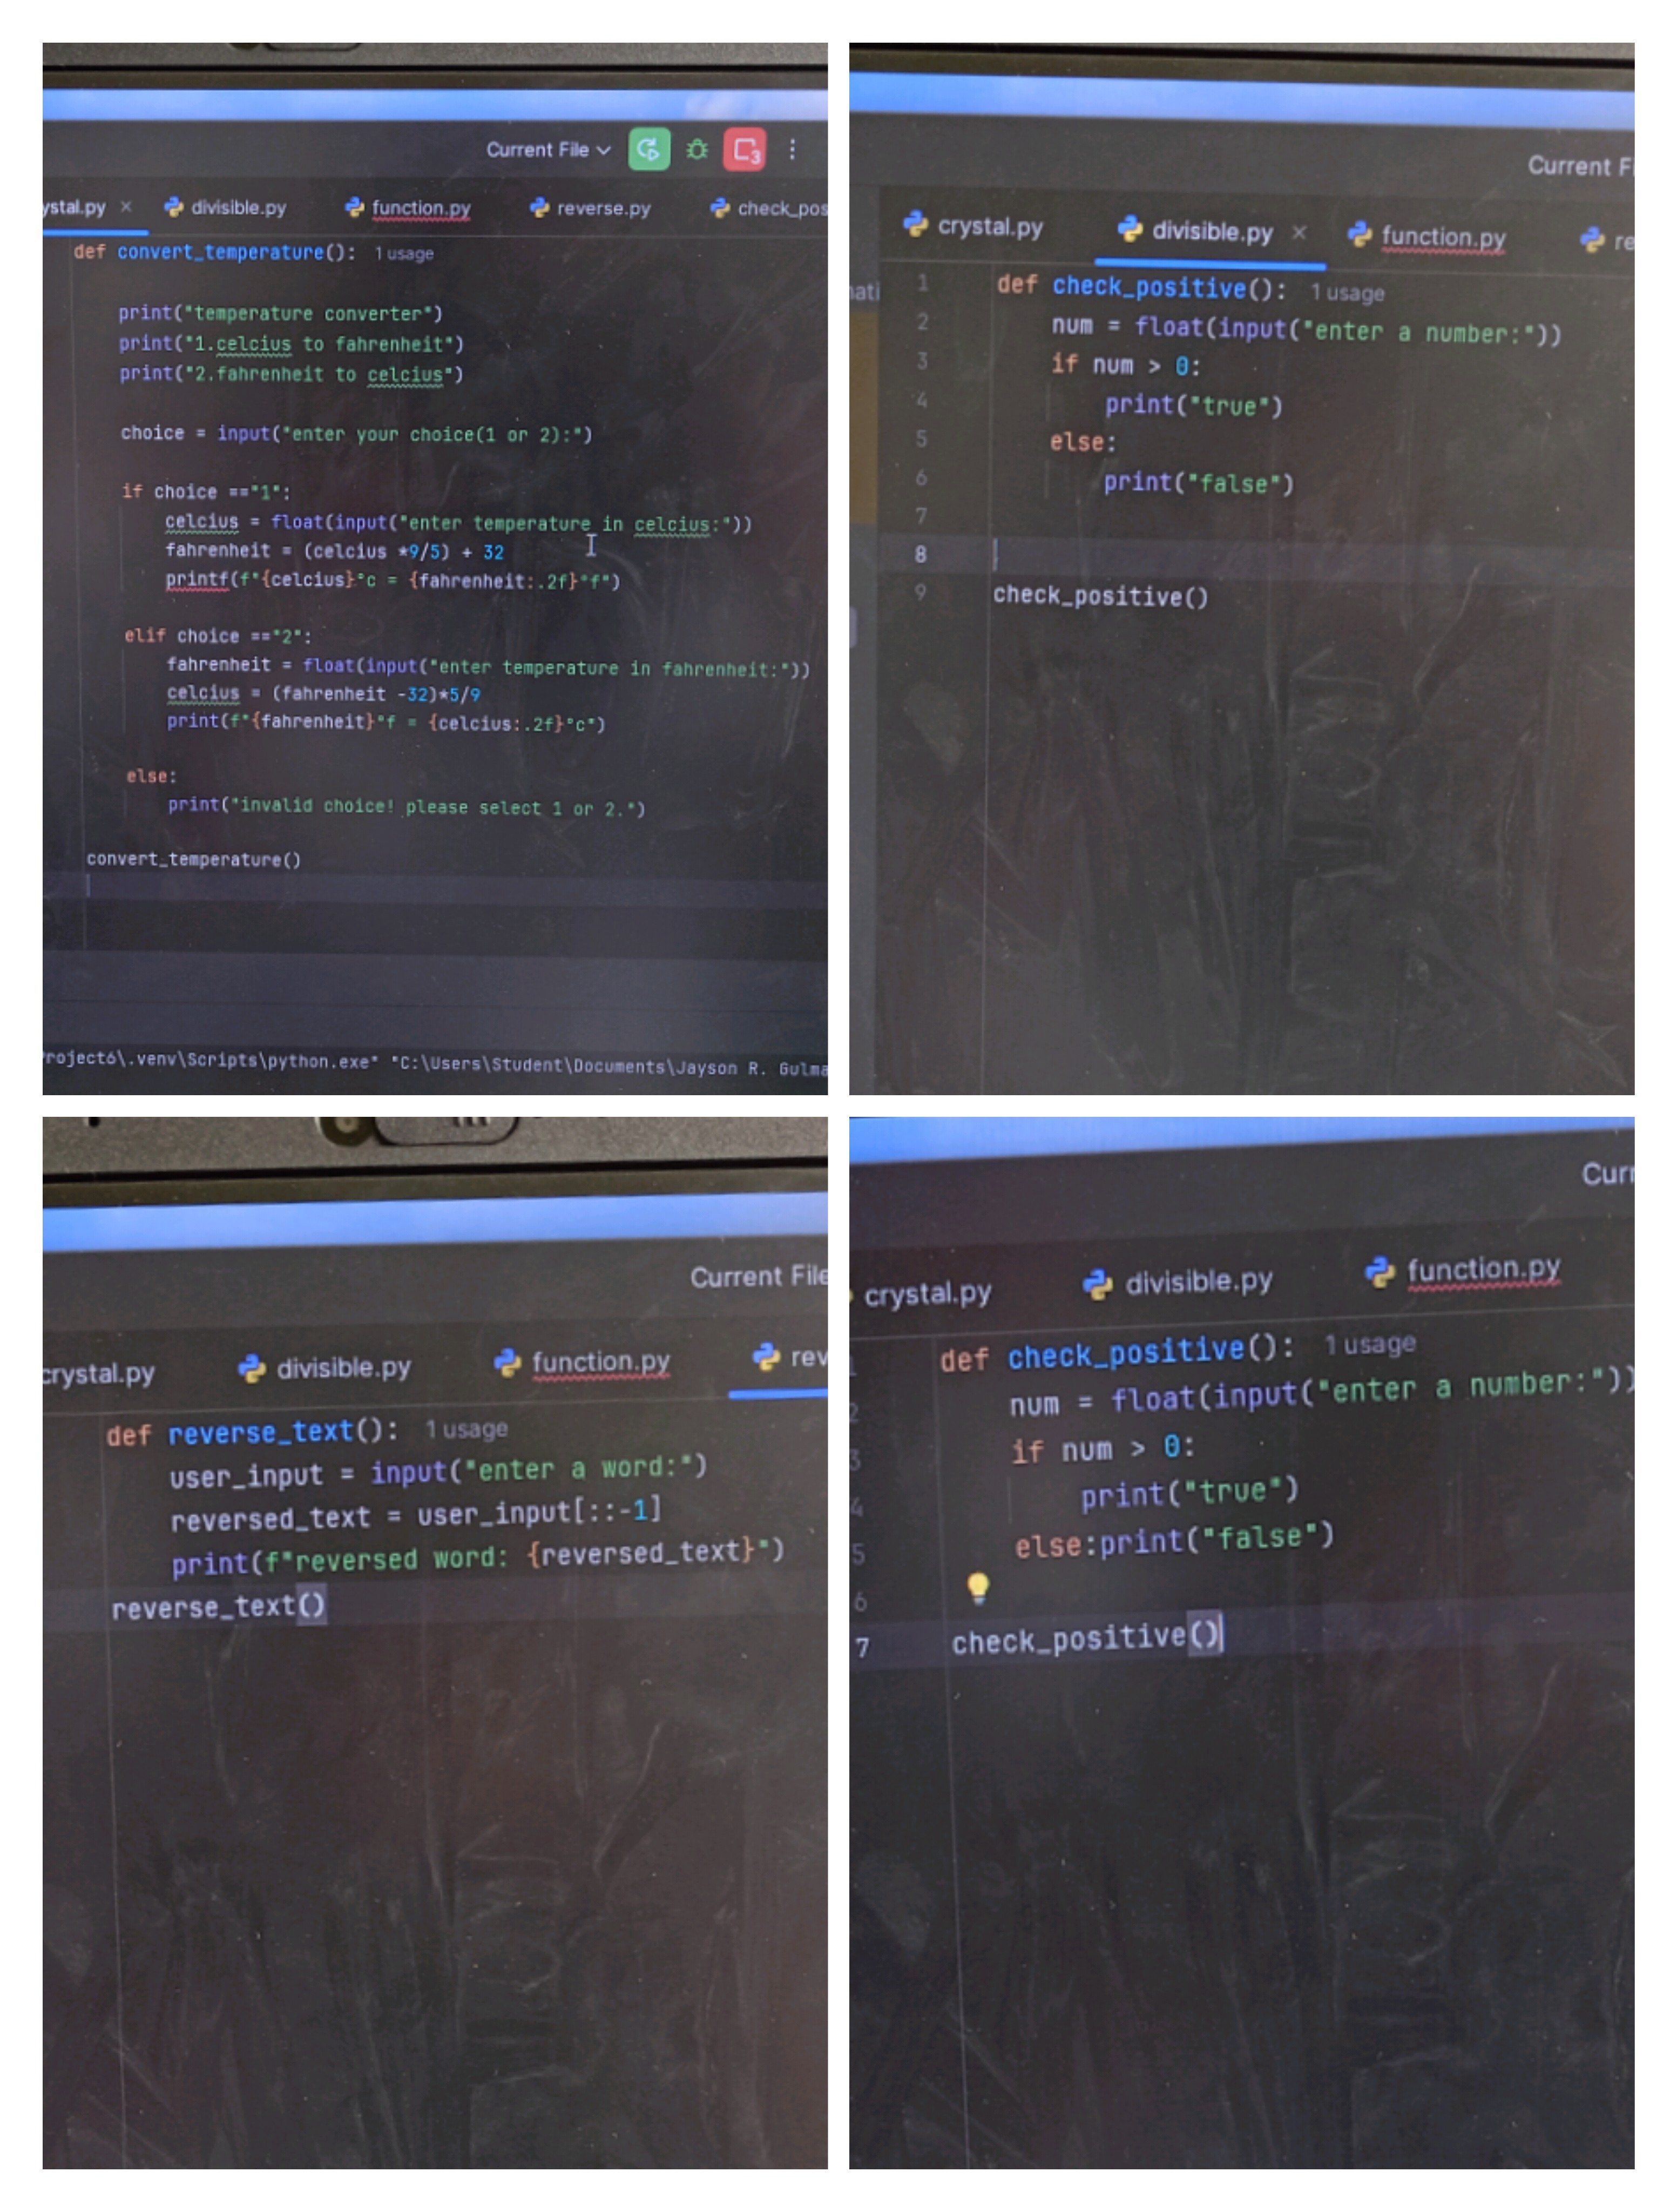 Current File
3
ystal.py × divisible.py function.py reverse.py check_pos
def convert_temperature(): 1 usage
print("temperature converter")
print("1.celcius to fahrenheit")
print("2.fahrenheit to celcius")
choice = input("enter your choice(1 or 2):")
if choice =="1":
celcius = float(input("enter temperature in celcius:"))
fahrenheit = (celcius *9/5) + 32
printf(f"{celcius}°c = {fahrenheit:.2f}°f")
elif choice =="2":
fahrenheit = float(input("enter temperature in fahrenheit:"))
celcius = (fahrenheit -32)*5/9
print(f"{fahrenheit}°f = {celcius:.2f}°c")
else:
print("invalid choice! please select 1 or 2.")
convert_temperature()
roject6\.venv\Scripts\python.exe" "C:\Users\Student\Documents\Jayson R. Gulma
Current Fi
crystal.py divisible.py × function.py re
nati
1 def check_positive(): 1 usage
2 num = float(input("enter a number:"))
3 if num > 0:
4 print("true")
5 else:
6 print("false")
7
8
9 check_positive()
Current File
crystal.py divisible.py function.py rev
def reverse_text(): 1 usage
user_input = input("enter a word:")
reversed_text = user_input[::-1]
print(f"reversed word: {reversed_text}")
reverse_text()
Curr
crystal.py divisible.py function.py
1 def check_positive(): 1 usage
2 num = float(input("enter a number:"))
3 if num > 0:
4 print("true")
5 else:print("false")
6
7 check_positive()